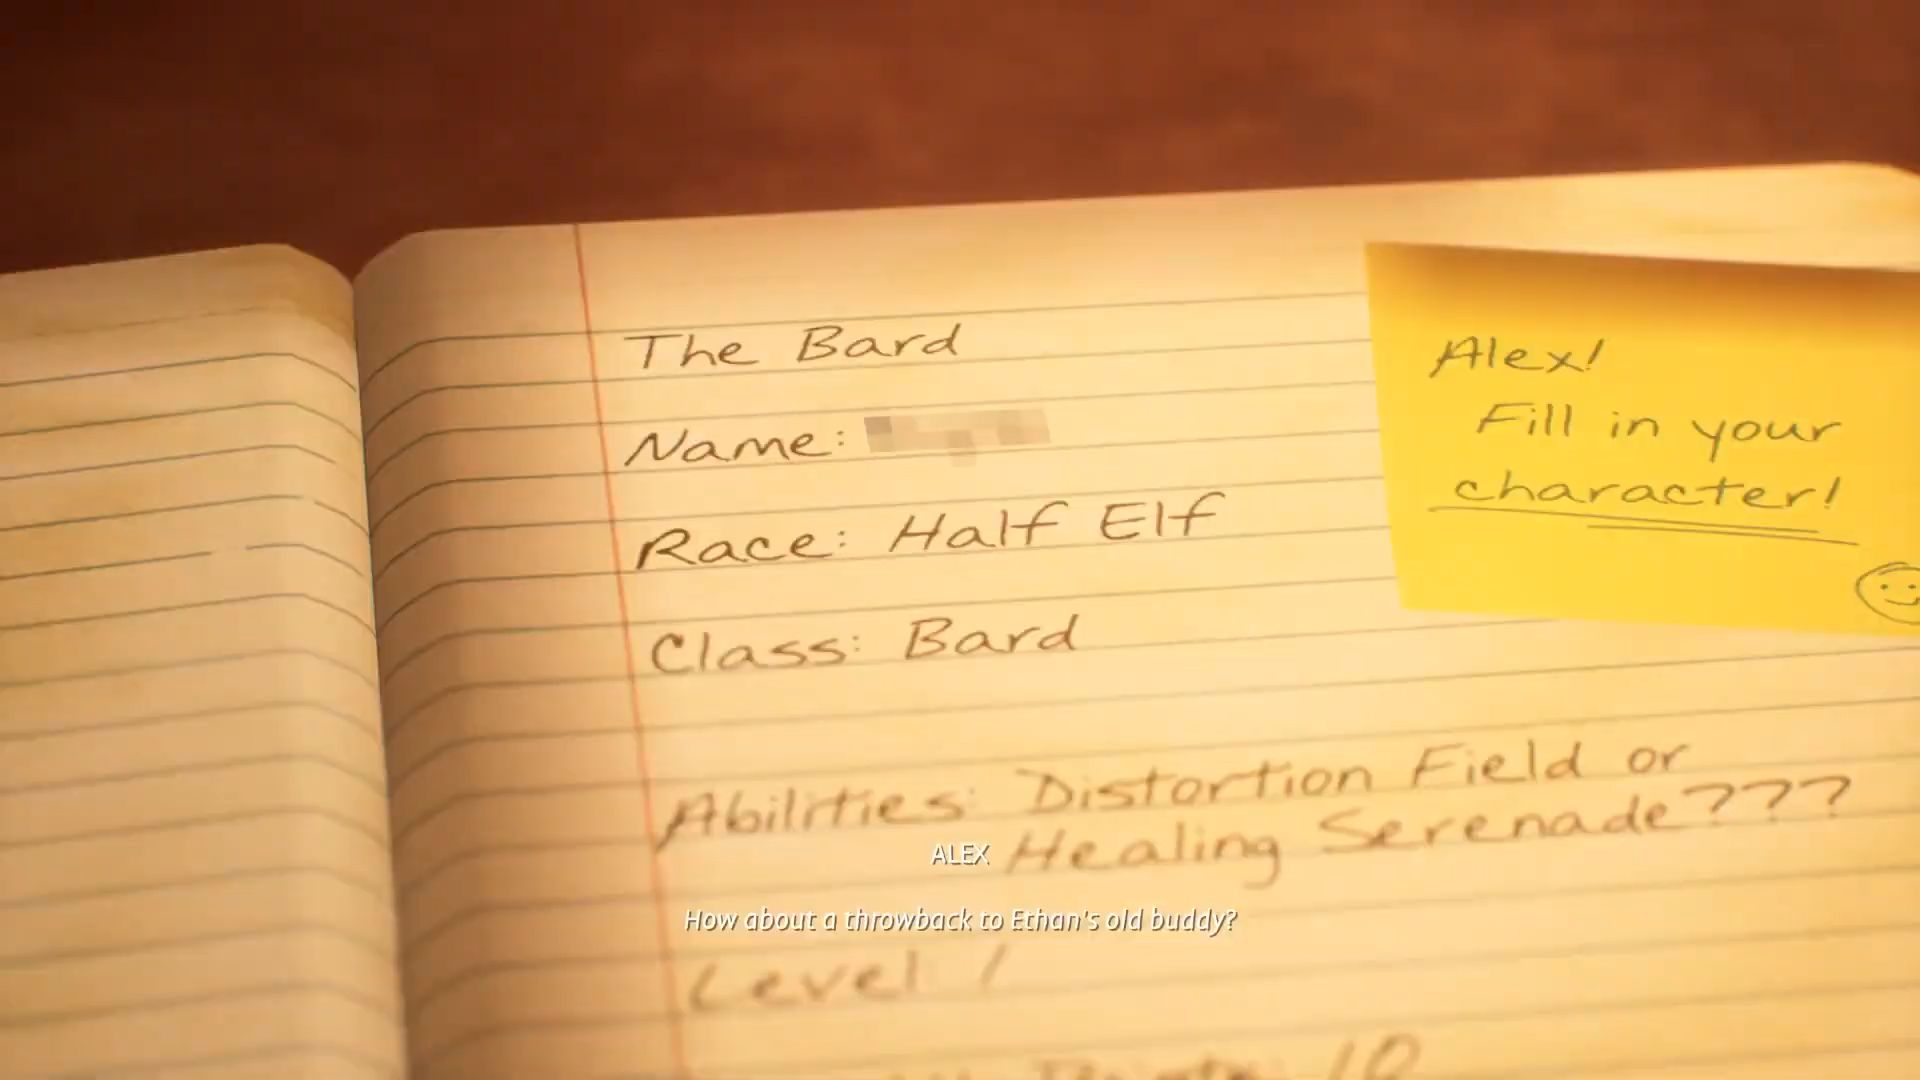 The Bard
Name:
Race: Half Elf
Class: Bard
Abilities: Distortion Field or
Healing Serenade???
Level 1
10
Alex!
Fill in your
character!
ALEX
How about a throwback to Ethan's old buddy?